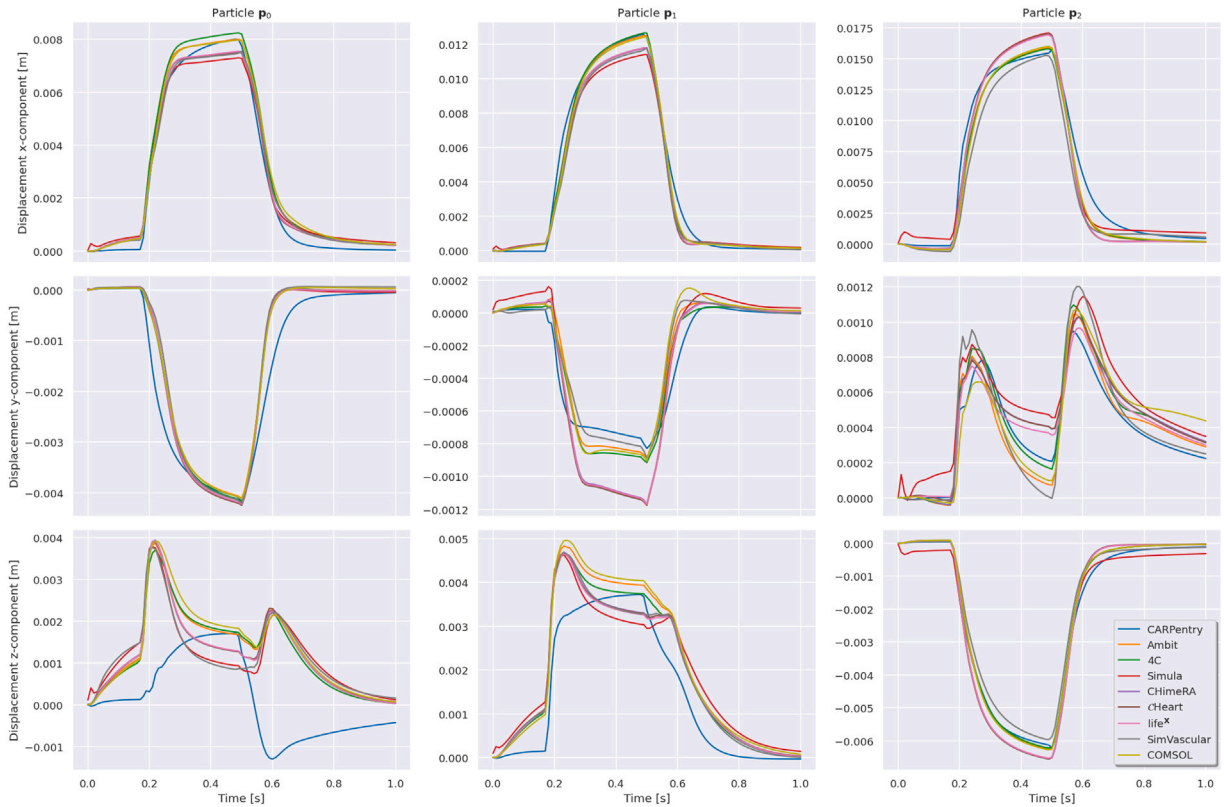 Particle p₀
Particle p₁
Particle p₂
Displacement x-component [m]
0.008
0.006
0.004
0.002
0.000
0.012
0.010
0.008
0.006
0.004
0.002
0.000
0.0175
0.0150
0.0125
0.0100
0.0075
0.0050
0.0025
0.0000
Displacement y-component [m]
0.000
−0.001
−0.002
−0.003
−0.004
0.0002
0.0000
−0.0002
−0.0004
−0.0006
−0.0008
−0.0010
−0.0012
0.0012
0.0010
0.0008
0.0006
0.0004
0.0002
0.0000
Displacement z-component [m]
0.004
0.003
0.002
0.001
0.000
−0.001
0.005
0.004
0.003
0.002
0.001
0.000
0.000
−0.001
−0.002
−0.003
−0.004
−0.005
−0.006
CARPentry
Ambit
4C
Simula
CHimeRA
𝒪Heart
lifeˣ
SimVascular
COMSOL
0.0 0.2 0.4 0.6 0.8 1.0
0.0 0.2 0.4 0.6 0.8 1.0
0.0 0.2 0.4 0.6 0.8 1.0
Time [s]
Time [s]
Time [s]